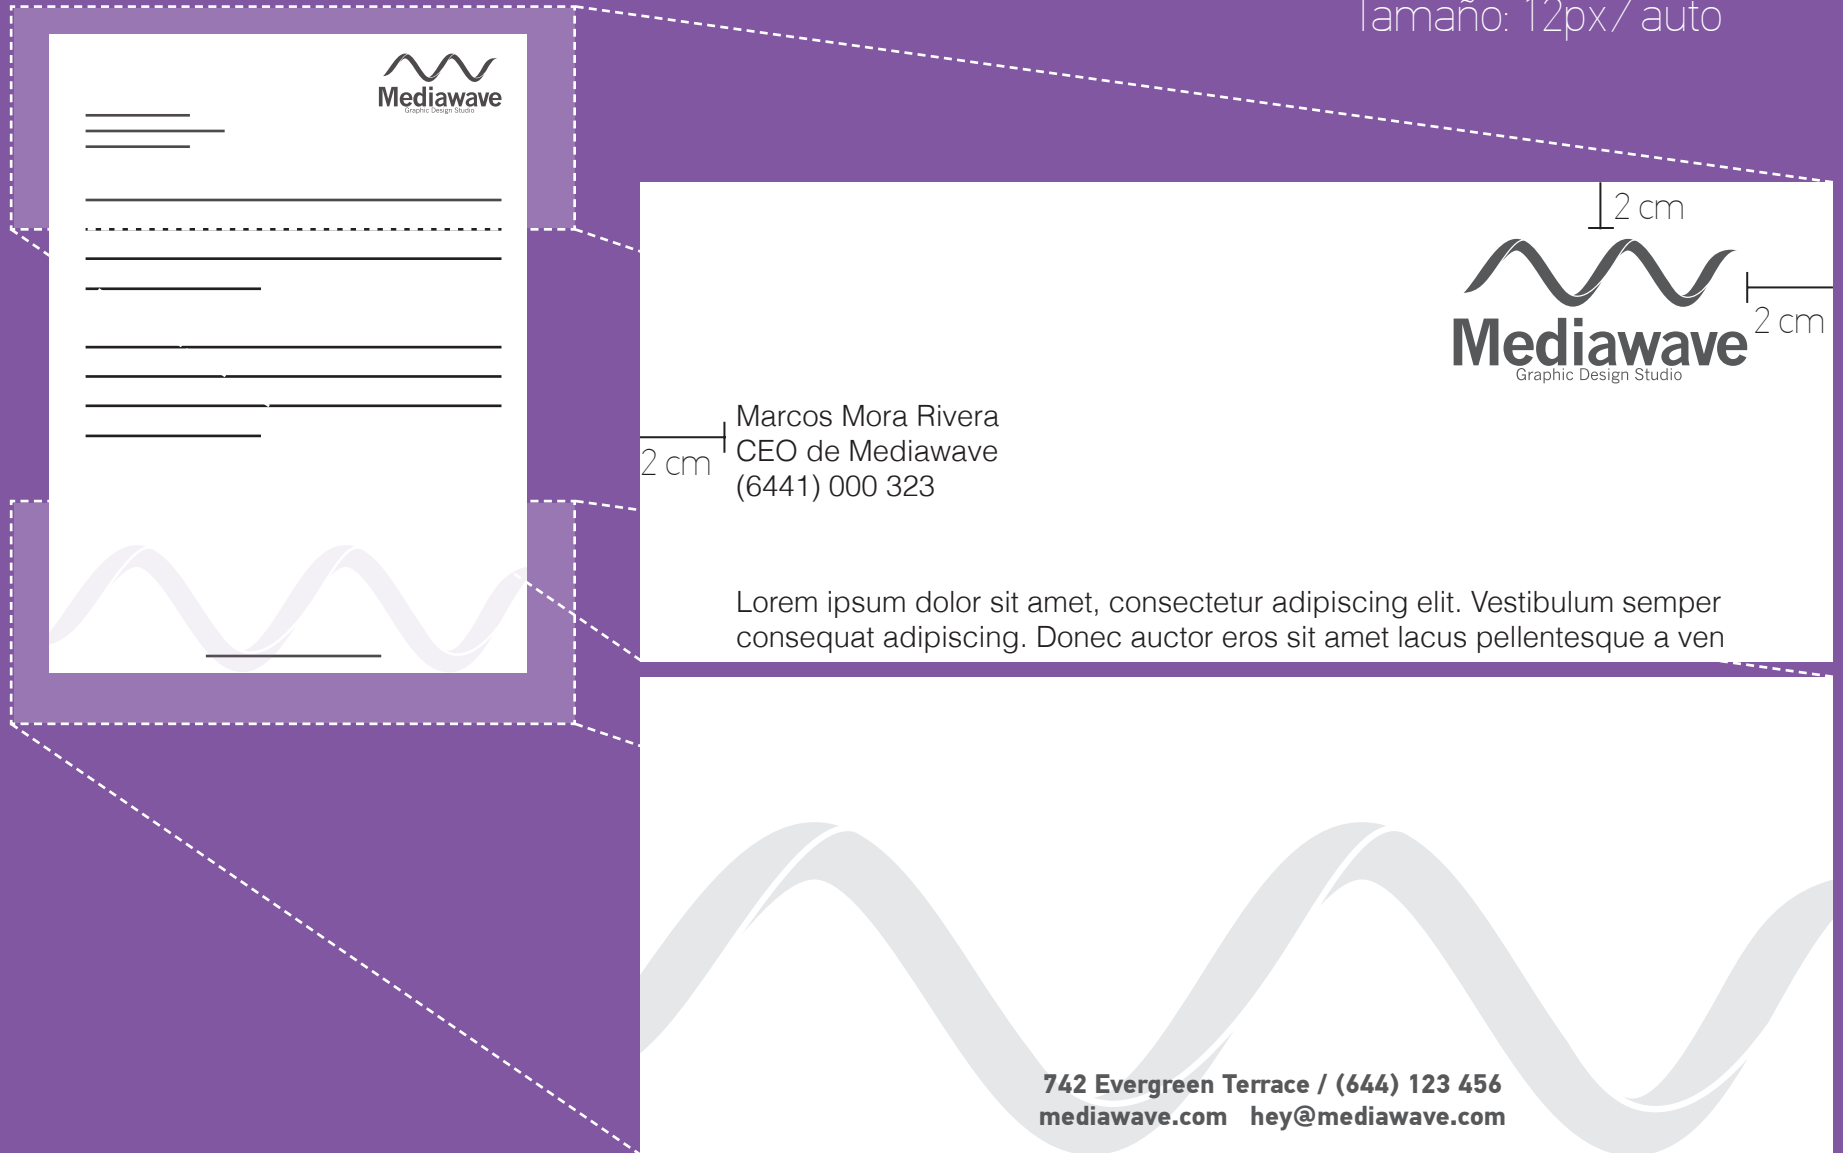 Tamaño: 12px/auto
Mediawave
Graphic Design Studio
2 cm
Mediawave
Graphic Design Studio
2 cm
Marcos Mora Rivera
CEO de Mediawave
(6441) 000 323
2 cm
Lorem ipsum dolor sit amet, consectetur adipiscing elit. Vestibulum semper
consequat adipiscing. Donec auctor eros sit amet lacus pellentesque a ven
742 Evergreen Terrace / (644) 123 456
mediawave.com hey@mediawave.com